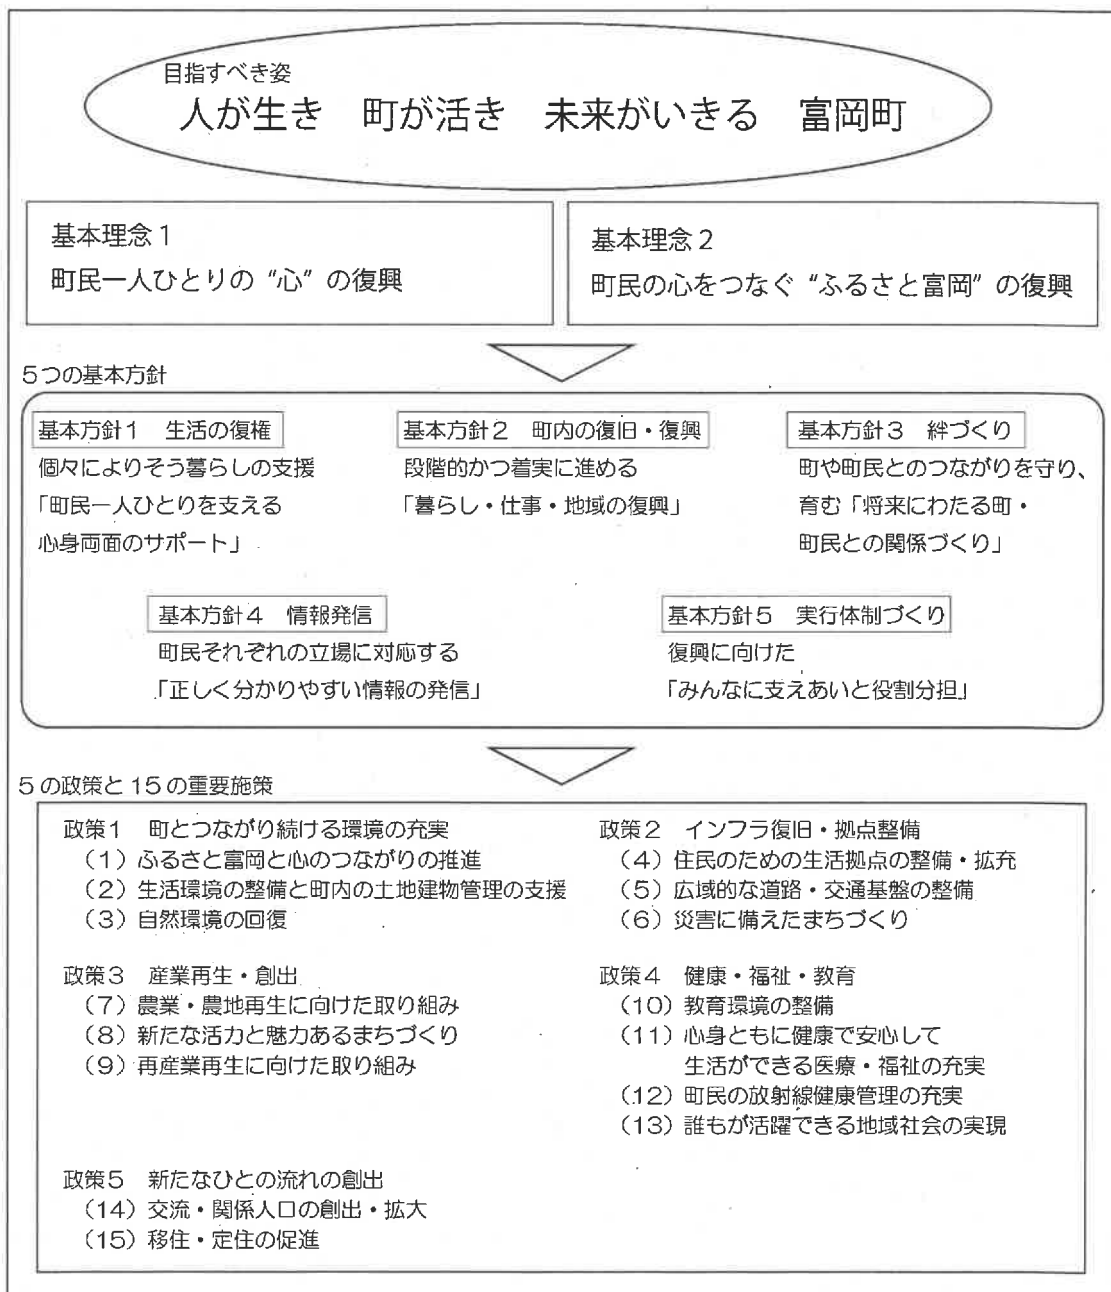 目指すべき姿
人が生き 町が活き 未来がいきる 富岡町
基本理念1
町民一人ひとりの “心” の復興
基本理念2
町民の心をつなぐ “ふるさと富岡” の復興
5つの基本方針
基本方針1 生活の復権
個々によりそう暮らしの支援
「町民一人ひとりを支える
心身両面のサポート」
基本方針2 町内の復旧・復興
段階的かつ着実に進める
「暮らし・仕事・地域の復興」
基本方針3 絆づくり
町や町民とのつながりを守り、
育む「将来にわたる町・
町民との関係づくり」
基本方針4 情報発信
町民それぞれの立場に対応する
「正しく分かりやすい情報の発信」
基本方針5 実行体制づくり
復興に向けた
「みんなに支えあいと役割分担」
5の政策と15の重要施策
政策1 町とつながり続ける環境の充実
(1)ふるさと富岡と心のつながりの推進
(2)生活環境の整備と町内の土地建物管理の支援
(3)自然環境の回復
政策2 インフラ復旧・拠点整備
(4)住民のための生活拠点の整備・拡充
(5)広域的な道路・交通基盤の整備
(6)災害に備えたまちづくり
政策3 産業再生・創出
(7)農業・農地再生に向けた取り組み
(8)新たな活力と魅力あるまちづくり
(9)再産業再生に向けた取り組み
政策4 健康・福祉・教育
(10)教育環境の整備
(11)心身ともに健康で安心して
生活ができる医療・福祉の充実
(12)町民の放射線健康管理の充実
(13)誰もが活躍できる地域社会の実現
政策5 新たなひとの流れの創出
(14)交流・関係人口の創出・拡大
(15)移住・定住の促進